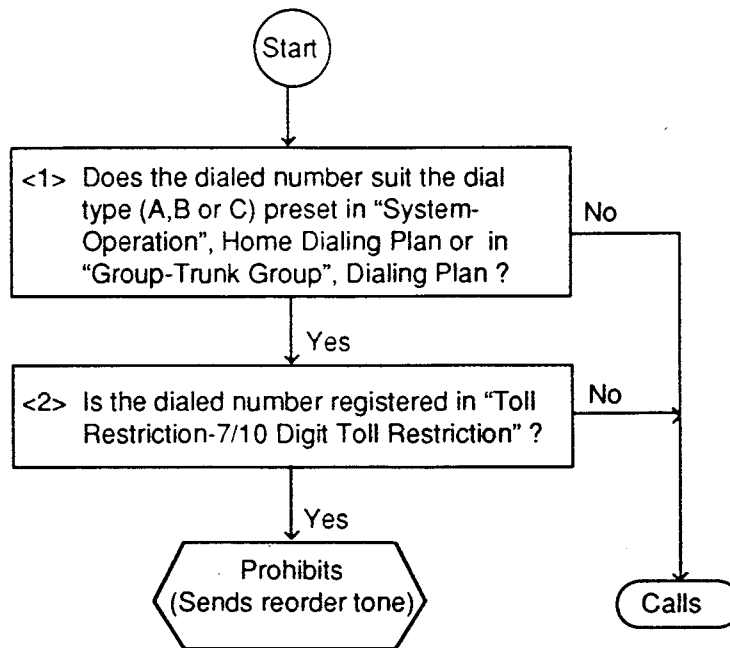 Start
<1> Does the dialed number suit the dial
type (A,B or C) preset in “System-
Operation”, Home Dialing Plan or in
“Group-Trunk Group”, Dialing Plan ?
No
Yes
<2> Is the dialed number registered in “Toll
Restriction-7/10 Digit Toll Restriction” ?
No
Yes
Prohibits
(Sends reorder tone)
Calls